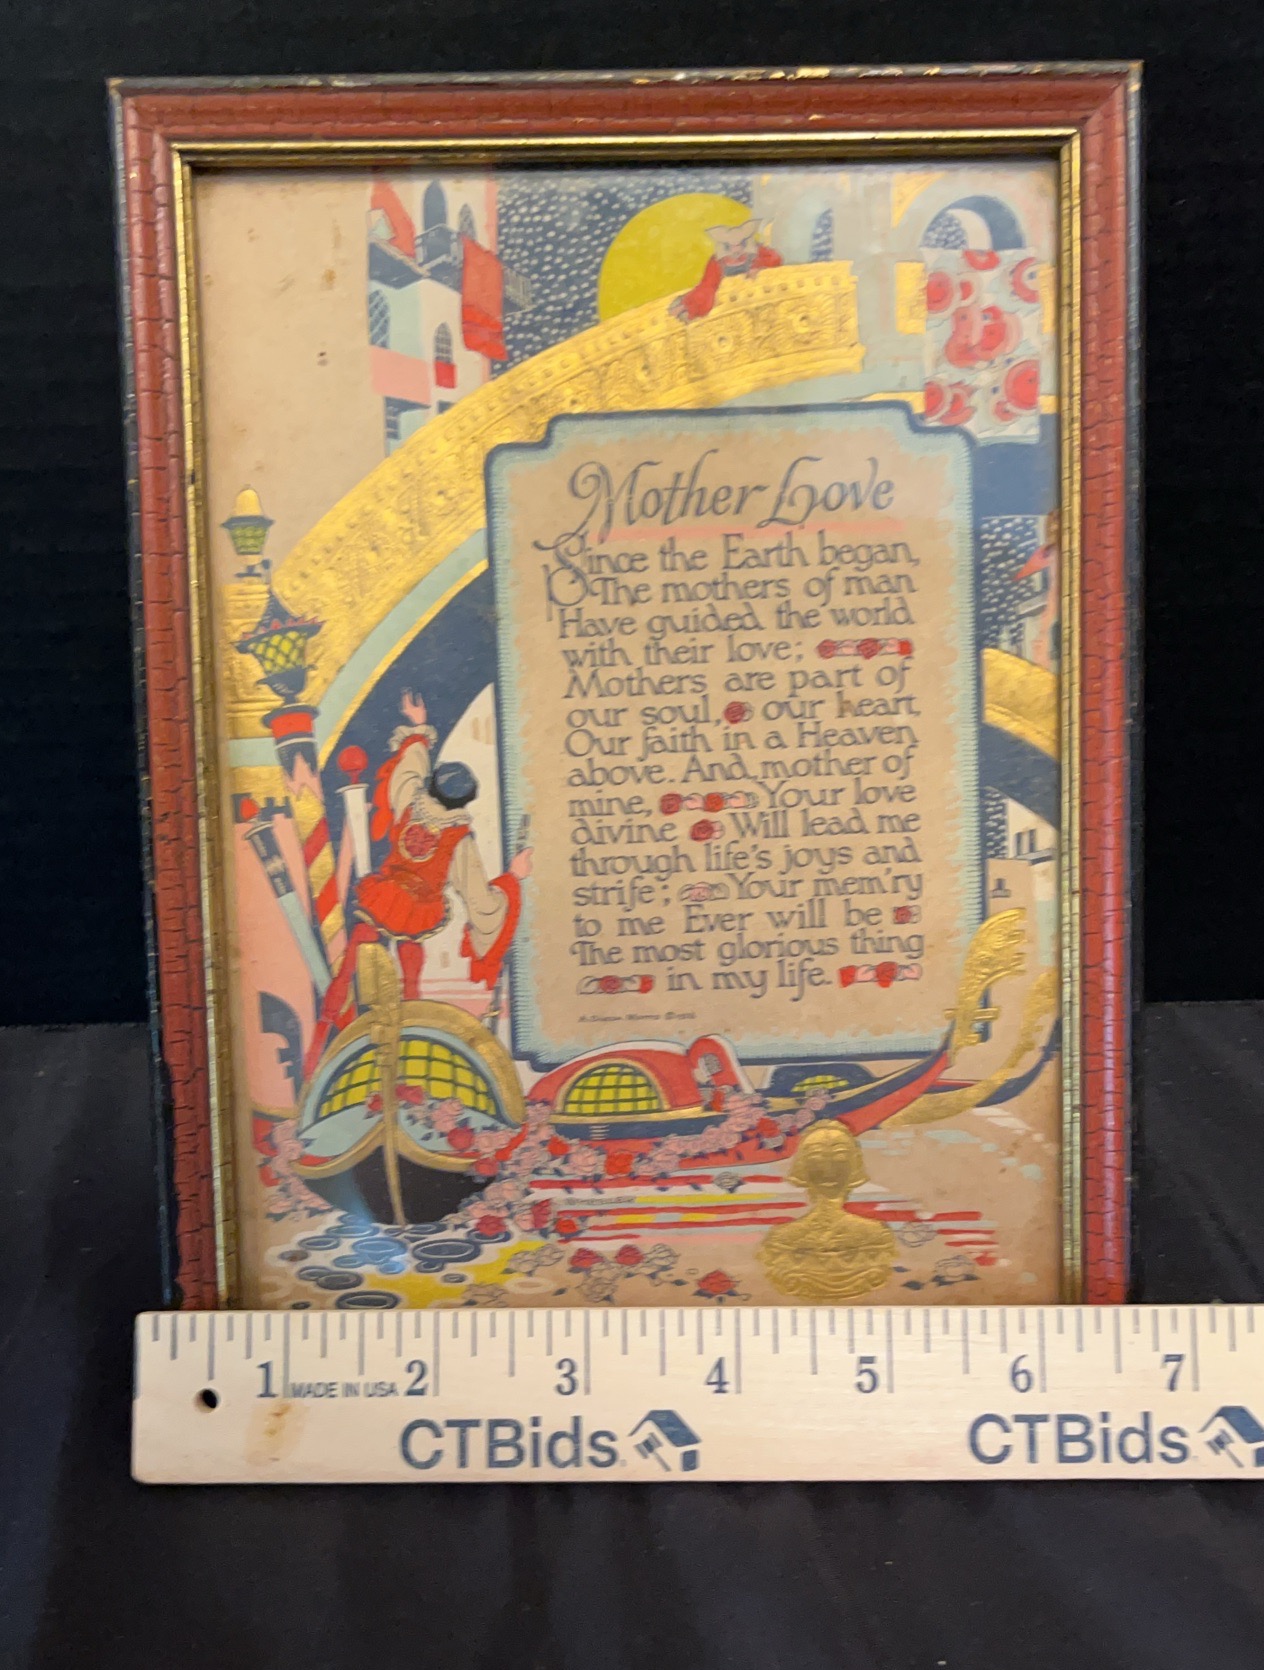 Mother Love
Since the Earth began,
The mothers of man
Have guided the world
with their love;
Mothers are part of
our soul, our heart,
Our faith in a Heaven
above. And, mother of
mine, Your love
divine Will lead me
through life's joys and
strife; Your mem'ry
to me Ever will be
The most glorious thing
in my life.
1 MADE IN USA 2 3 4 5 6 7
CTBids CTBids